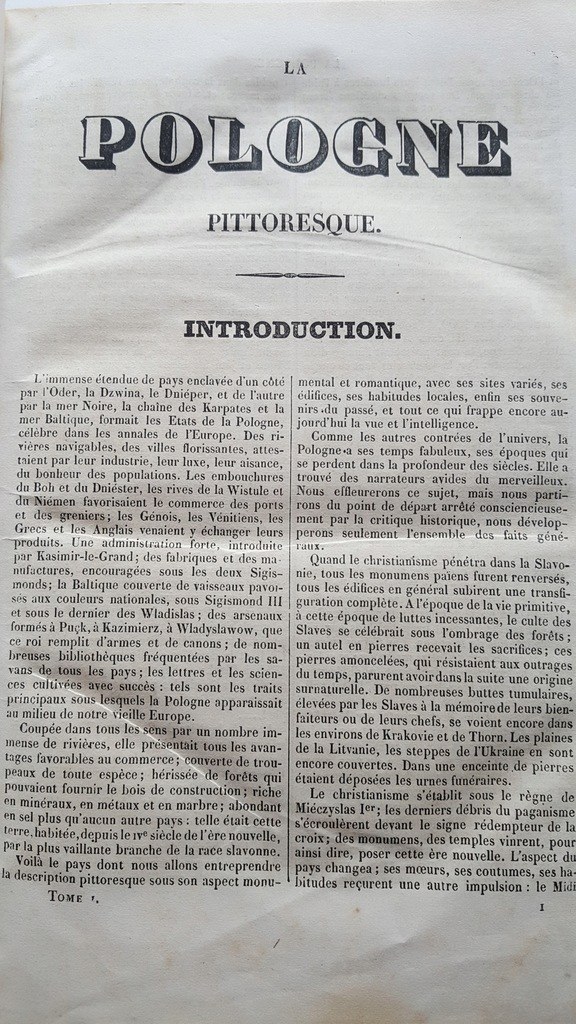 LA
POLOGNE
PITTORESQUE.
INTRODUCTION.
L'immense étendue de pays enclavée d'un côté
par l'Oder, la Dzwina, le Dniéper, et de l'autre
par la mer Noire, la chaîne des Karpates et la
mer Baltique, formait les Etats de la Pologne,
célèbre dans les annales de l'Europe. Des ri-
vières navigables, des villes florissantes, attes-
taient par leur industrie, leur luxe, leur aisance,
du bonheur des populations. Les embouchures
du Boh et du Dniéster, les rives de la Wistule et
du Niémen favorisaient le commerce des ports
et des greniers; les Génois, les Vénitiens, les
Grecs et les Anglais venaient y échanger leurs
produits. Une administration forte, introduite
par Kasimir-le-Grand; des fabriques et des ma-
nufactures, encouragées sous les deux Sigis-
monds; la Baltique couverte de vaisseaux pavoi-
sés aux couleurs nationales, sous Sigismond III
et sous le dernier des Wladislas; des arsenaux
formés à Puçk, à Kazimierz, à Wladyslawow, que
ce roi remplit d'armes et de canons; de nom-
breuses bibliothèques fréquentées par les sa-
vans de tous les pays; les lettres et les scien-
ces cultivées avec succès : tels sont les traits
principaux sous lesquels la Pologne apparaissait
au milieu de notre vieille Europe.
Coupée dans tous les sens par un nombre im-
mense de rivières, elle présentait tous les avan-
tages favorables au commerce; couverte de trou-
peaux de toute espèce; hérissée de forêts qui
pouvaient fournir le bois de construction; riche
en minéraux, en métaux et en marbre; abondant
en sel plus qu'aucun autre pays : telle était cette
terre, habitée, depuis le IVe siècle de l'ère nouvelle,
par la plus vaillante branche de la race slavonne.
Voilà le pays dont nous allons entreprendre
la description pittoresque sous son aspect monu-
TOME I.
mental et romantique, avec ses sites variés, ses
édifices, ses habitudes locales, enfin ses souve-
nirs du passé, et tout ce qui frappe encore au-
jourd'hui la vue et l'intelligence.
Comme les autres contrées de l'univers, la
Pologne a ses temps fabuleux, ses époques qui
se perdent dans la profondeur des siècles. Elle a
trouvé des narrateurs avides du merveilleux.
Nous effleurerons ce sujet, mais nous parti-
rons du point de départ arrêté consciencieuse-
ment par la critique historique, nous dévelop-
perons seulement l'ensemble des faits géné-
raux.
Quand le christianisme pénétra dans la Slavo-
nie, tous les monumens païens furent renversés,
tous les édifices en général subirent une transfi-
guration complète. A l'époque de la vie primitive,
à cette époque de luttes incessantes, le culte des
Slaves se célébrait sous l'ombrage des forêts;
un autel en pierres recevait les sacrifices; ces
pierres amoncelées, qui résistaient aux outrages
du temps, parurent avoir dans la suite une origine
surnaturelle. De nombreuses buttes tumulaires,
élevées par les Slaves à la mémoire de leurs bien-
faiteurs ou de leurs chefs, se voient encore dans
les environs de Krakovie et de Thorn. Les plaines
de la Litvanie, les steppes de l'Ukraine en sont
encore couvertes. Dans une enceinte de pierres
étaient déposées les urnes funéraires.
Le christianisme s'établit sous le règne de
Miéczyslas Ier; les derniers débris du paganisme
s'écroulèrent devant le signe rédempteur de la
croix; des monumens, des temples vinrent, pour
ainsi dire, poser cette ère nouvelle. L'aspect du
pays changea; ses mœurs, ses coutumes, ses ha-
bitudes reçurent une autre impulsion : le Midi
1